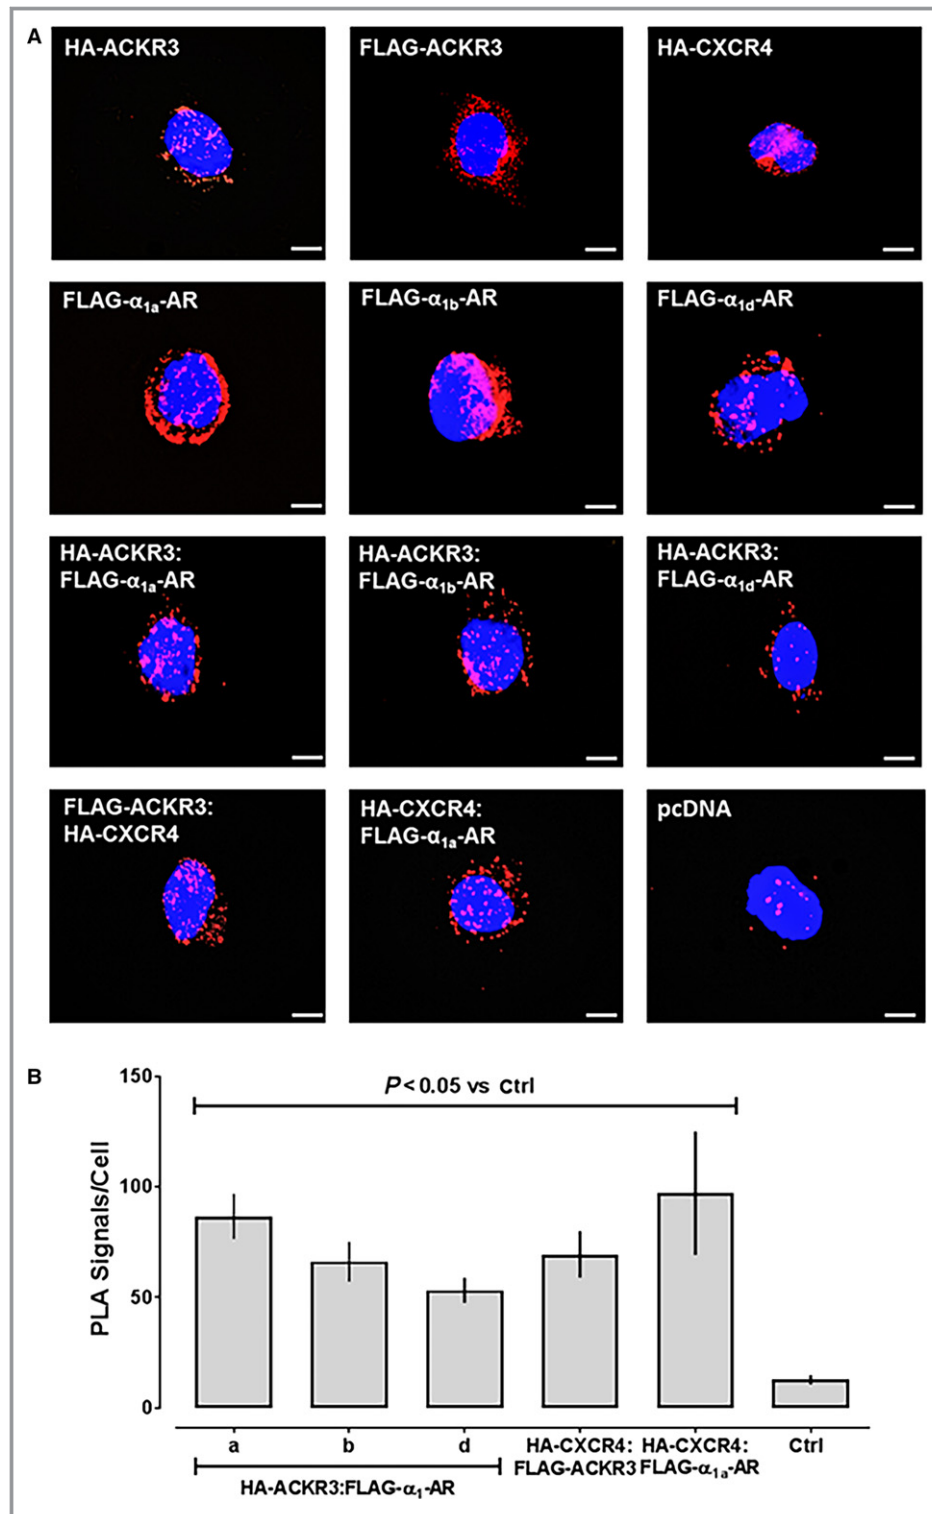 A
HA-ACKR3
FLAG-ACKR3
HA-CXCR4
FLAG-α1a-AR
FLAG-α1b-AR
FLAG-α1d-AR
HA-ACKR3:
FLAG-α1a-AR
HA-ACKR3:
FLAG-α1b-AR
HA-ACKR3:
FLAG-α1d-AR
FLAG-ACKR3:
HA-CXCR4
HA-CXCR4:
FLAG-α1a-AR
pcDNA
B
P < 0.05 vs Ctrl
PLA Signals/Cell
150
100
50
0
a
b
d
HA-CXCR4:
FLAG-ACKR3
HA-CXCR4:
FLAG-α1a-AR
Ctrl
HA-ACKR3:FLAG-α1-AR